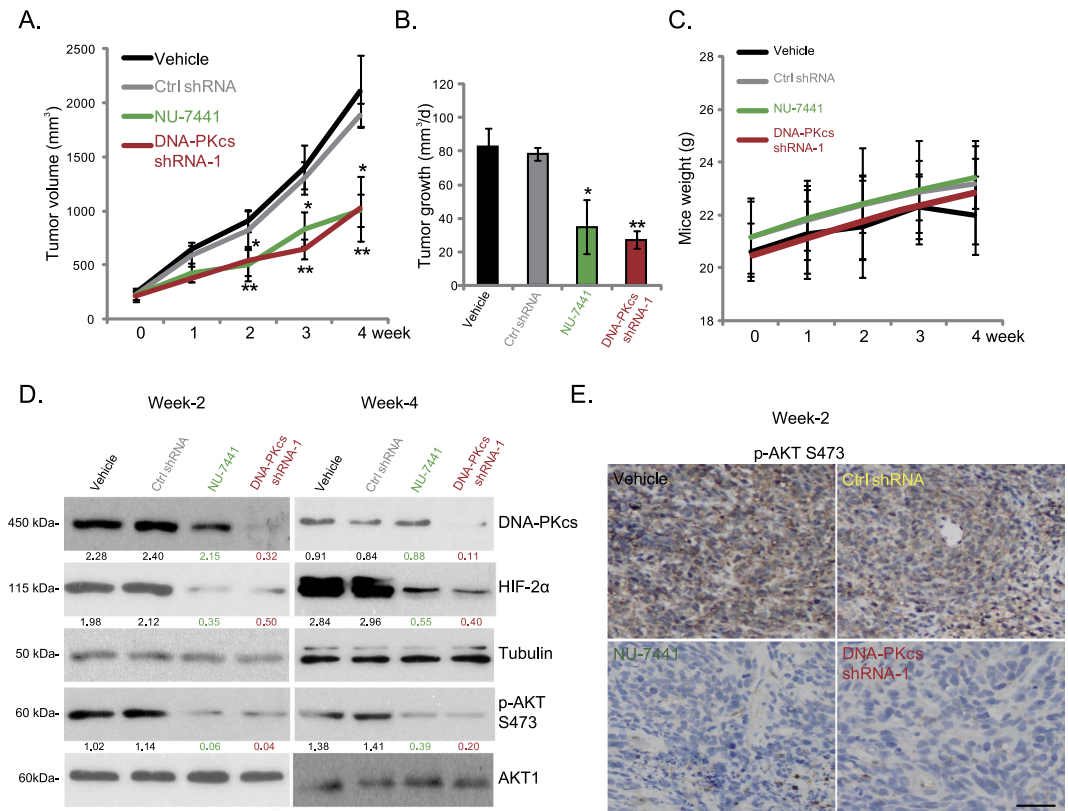 A.
Tumor volume (mm³)
2500
2000
1500
1000
500
0
Vehicle
Ctrl shRNA
NU-7441
DNA-PKcs
shRNA-1
*
**
*
**
*
**
0 1 2 3 4 week
B.
Tumor growth (mm³/d)
120
100
80
60
40
20
0
*
**
Vehicle
Ctrl shRNA
NU-7441
DNA-PKcs
shRNA-1
C.
Mice weight (g)
28
26
24
22
20
18
Vehicle
Ctrl shRNA
NU-7441
DNA-PKcs
shRNA-1
0 1 2 3 4 week
D.
Week-2 Week-4
Vehicle
Ctrl shRNA
NU-7441
DNA-PKcs
shRNA-1
Vehicle
Ctrl shRNA
NU-7441
DNA-PKcs
shRNA-1
450 kDa- DNA-PKcs
2.28 2.40 2.15 0.32 0.91 0.84 0.88 0.11
115 kDa- HIF-2α
1.98 2.12 0.35 0.50 2.84 2.96 0.55 0.40
50 kDa- Tubulin
60 kDa- p-AKT
S473
1.02 1.14 0.06 0.04 1.38 1.41 0.39 0.20
60kDa- AKT1
E.
Week-2
p-AKT S473
Vehicle
Ctrl shRNA
NU-7441
DNA-PKcs
shRNA-1